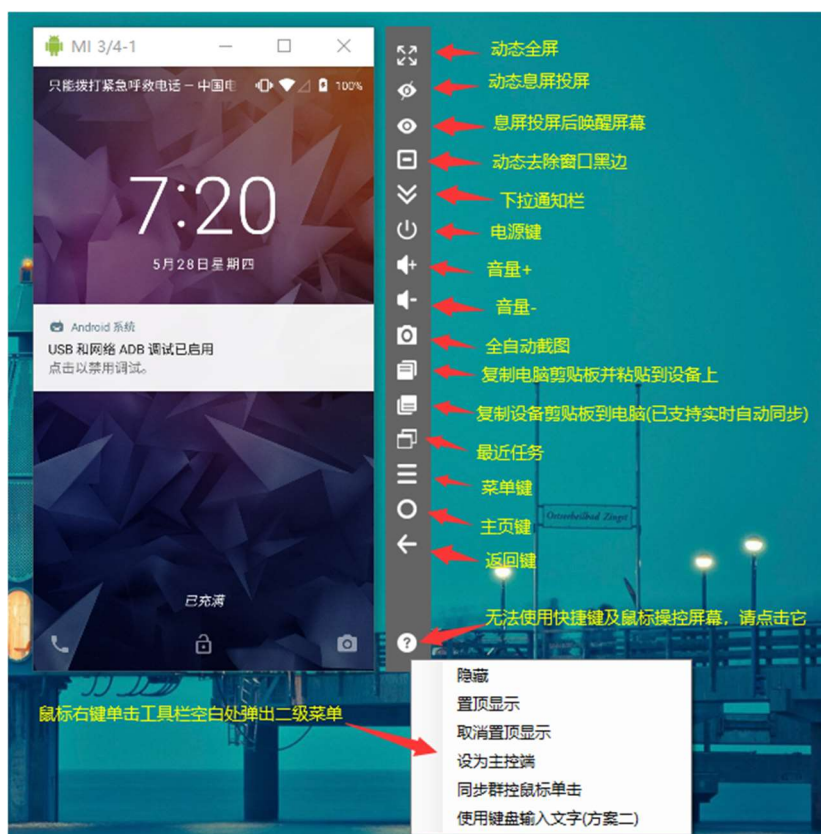 MI 3/4-1
只能拨打紧急呼救电话 — 中国电
100%
7:20
5月28日星期四
Android 系统
USB 和网络 ADB 调试已启用
点击以禁用调试。
已充满
动态全屏
动态息屏投屏
息屏投屏后唤醒屏幕
动态去除窗口黑边
下拉通知栏
电源键
音量+
音量-
全自动截图
复制电脑剪贴板并粘贴到设备上
复制设备剪贴板到电脑(已支持实时自动同步)
最近任务
菜单键
Ostseeheilbad Zingst
主页键
返回键
无法使用快捷键及鼠标操控屏幕，请点击它
鼠标右键单击工具栏空白处弹出二级菜单
隐藏
置顶显示
取消置顶显示
设为主控端
同步群控鼠标单击
使用键盘输入文字(方案二)